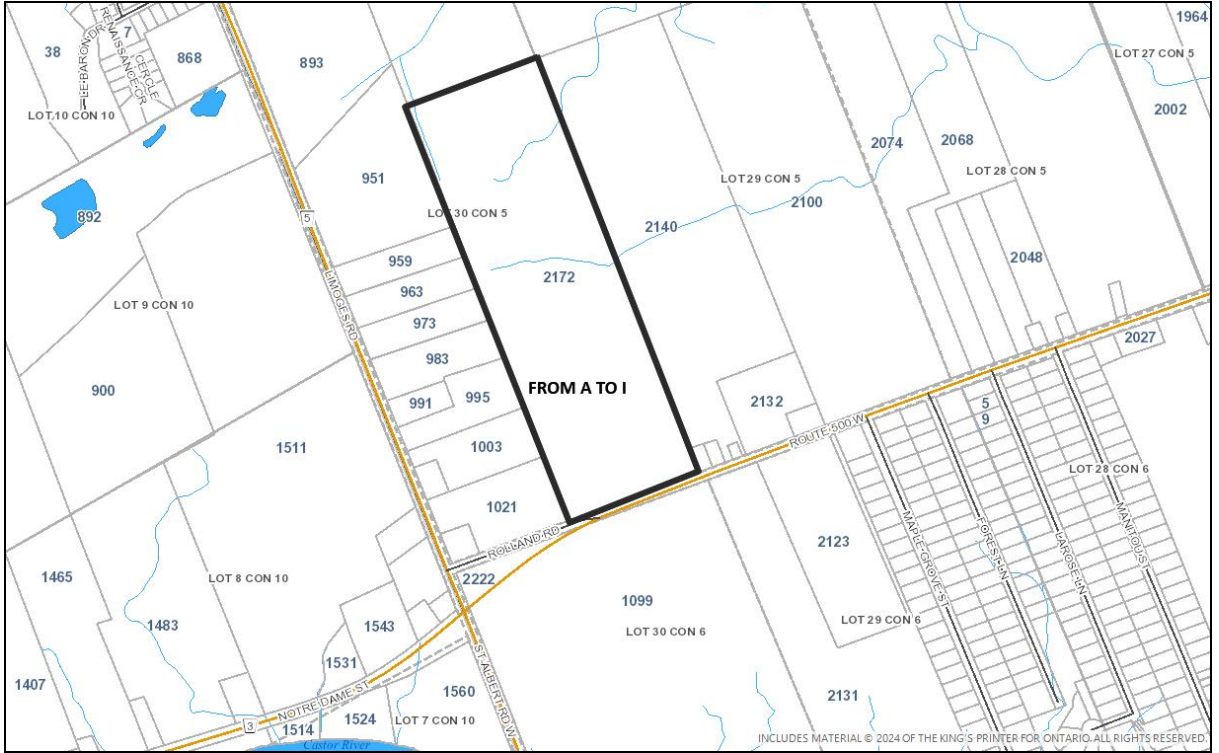 1964
7
38
LE BARON DR
RENAISSANCE CR
CERCLE
868
893
LOT 27 CON 5
2002
LOT 10 CON 10
2074
2068
LOT 28 CON 5
951
LOT 29 CON 5
2100
892
5
LOT 30 CON 5
2140
959
2048
963
2172
LOT 9 CON 10
LIMOGES RD
973
2027
983
900
991
995
FROM A TO I
2132
5
9
1003
ROUTE 500 W
1511
LOT 28 CON 6
1021
ROLLAND RD
MAPLE GROVE ST
FOREST LN
LAROSE LN
MANITOU ST
2123
1465
LOT 8 CON 10
2222
1099
1483
1543
LOT 29 CON 6
LOT 30 CON 6
1531
ST ALBERT RD W
1407
1560
2131
NOTRE DAME ST
3
1514
1524
LOT 7 CON 10
Castor River
INCLUDES MATERIAL © 2024 OF THE KING'S PRINTER FOR ONTARIO. ALL RIGHTS RESERVED.